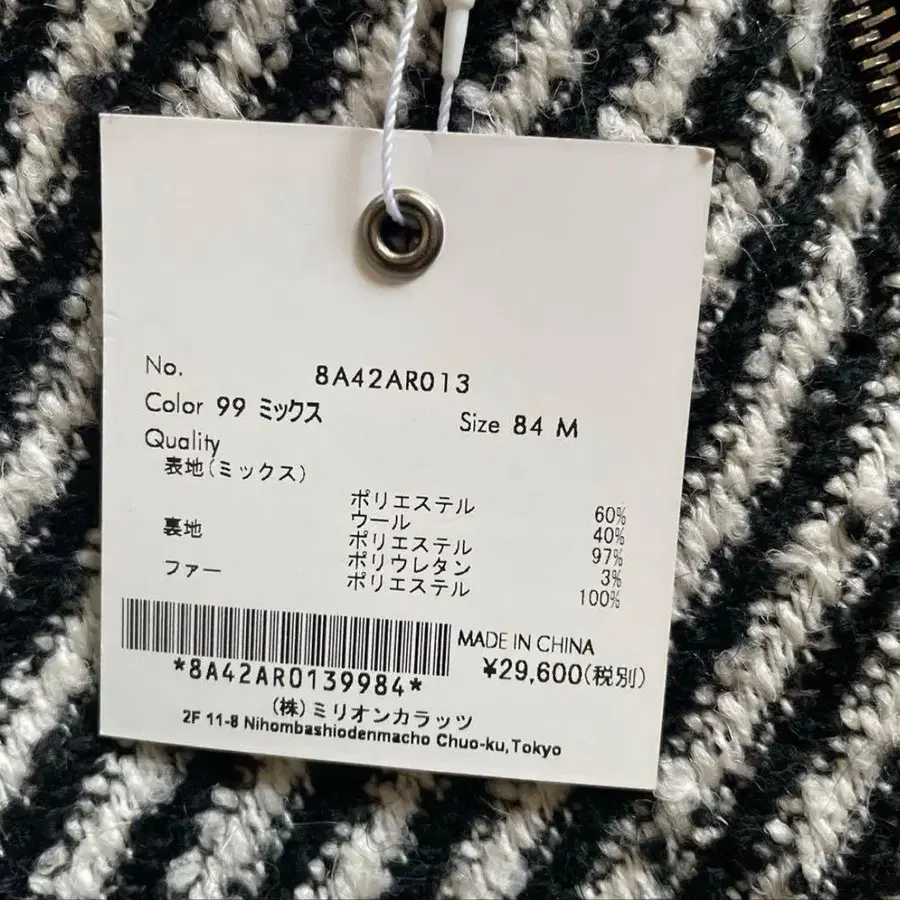 No. 8A42AR013
Color 99 ミックス Size 84 M
Quality
表地(ミックス)
ポリエステル 60%
ウール 40%
裏地 ポリエステル 97%
ポリウレタン 3%
ファー ポリエステル 100%
MADE IN CHINA
¥29,600(税別)
*8A42AR0139984*
(株)ミリオンカラッツ
2F 11-8 Nihombashiodenmacho Chuo-ku,Tokyo